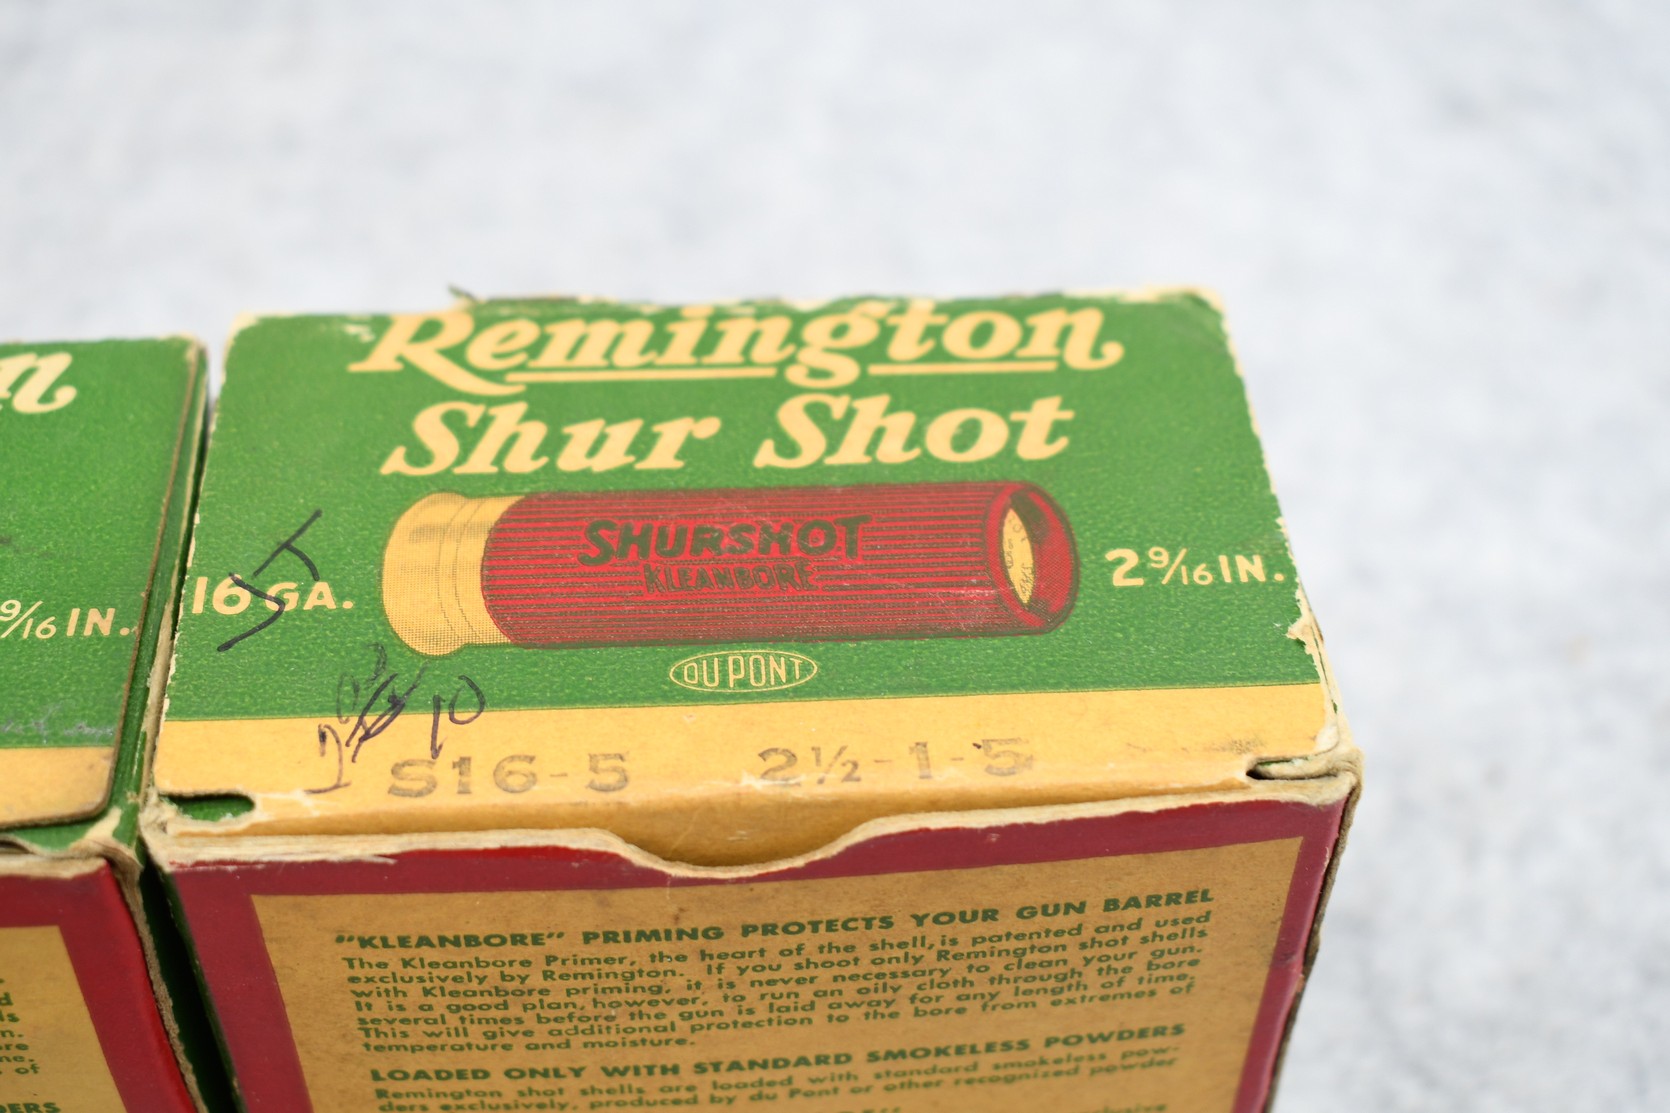 n
9/16 IN.
Remington
Shur Shot
SHURSHOT
KLEANBORE
16 GA.
2 9/16 IN.
DU PONT
10
S16-5 2½-1-5
"KLEANBORE" PRIMING PROTECTS YOUR GUN BARREL
The Kleanbore Primer, the heart of the shell, is patented and used
exclusively by Remington. If you shoot only Remington shot shells
with Kleanbore priming, it is never necessary to clean your gun.
It is a good plan, however, to run an oily cloth through the bore
several times before the gun is laid away for any length of time.
This will give additional protection to the bore from extremes of
temperature and moisture.
LOADED ONLY WITH STANDARD SMOKELESS POWDERS
Remington shot shells are loaded with standard smokeless pow-
ders exclusively, produced by du Pont or other recognized powder